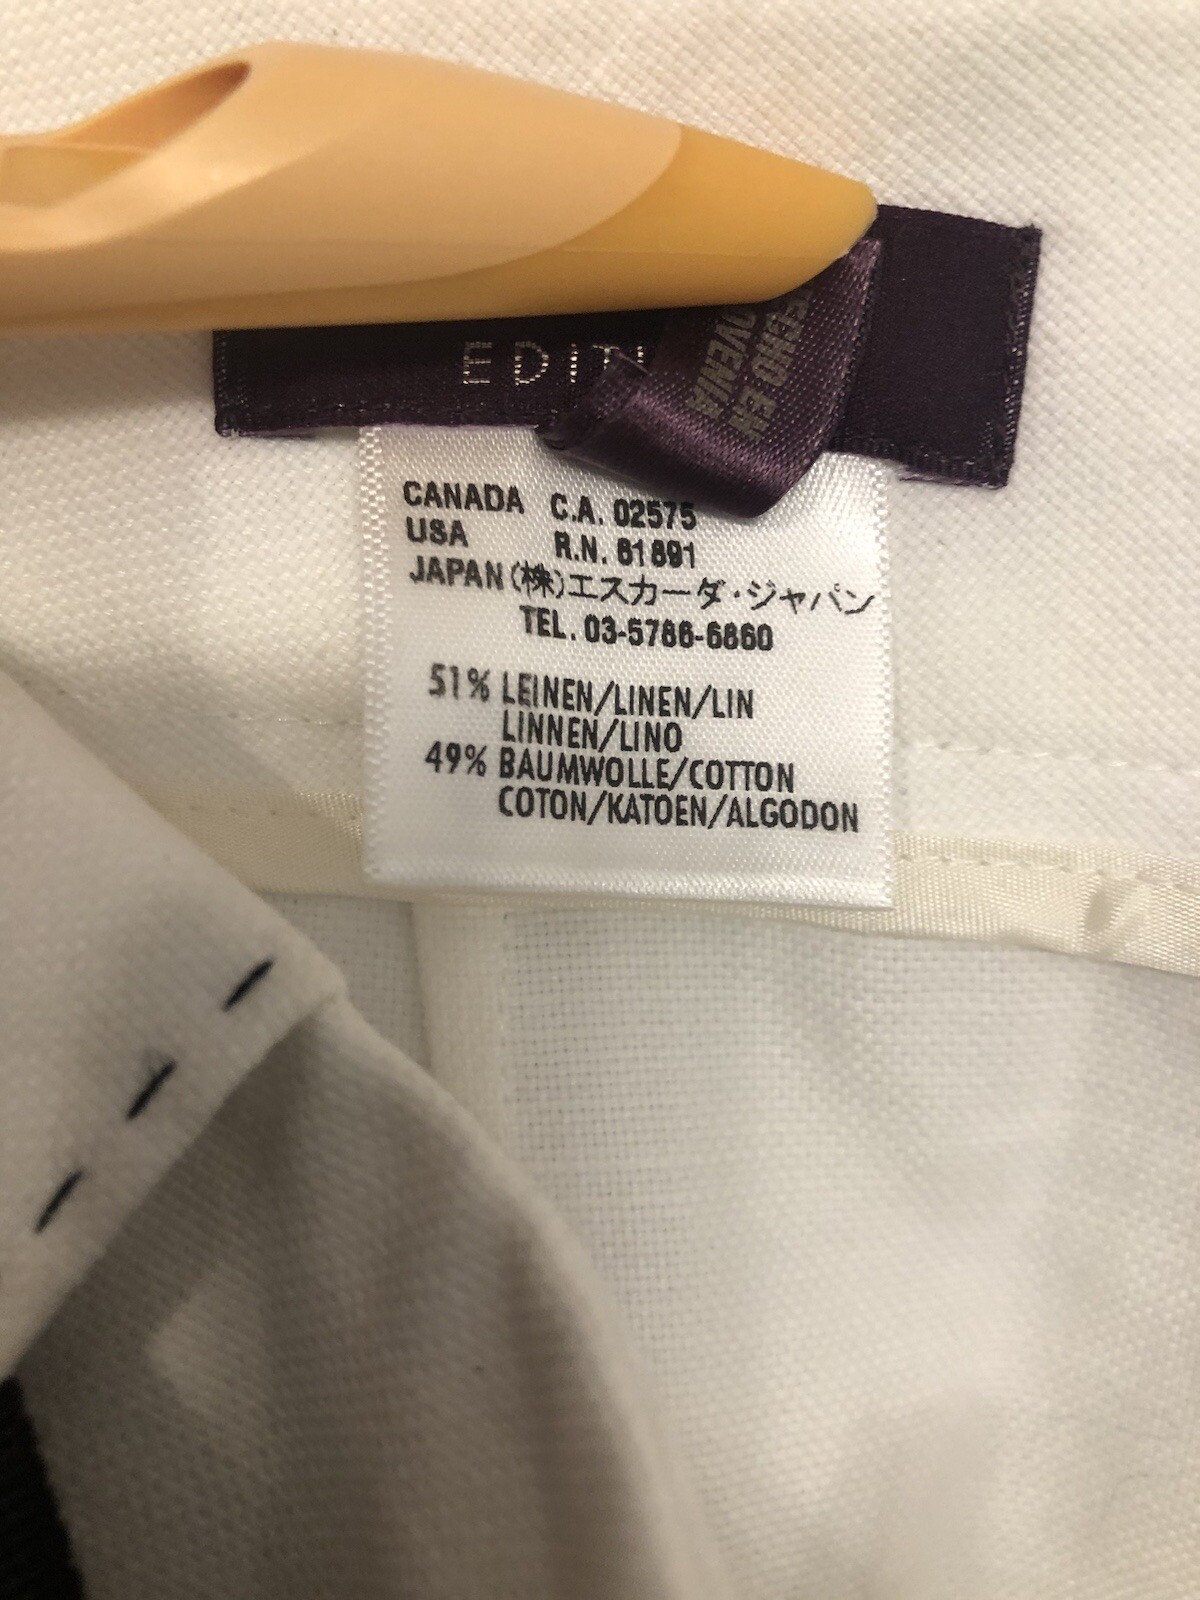 EDIT
CANADA C.A. 02575
USA R.N. 61891
JAPAN (株)エスカーダ・ジャパン
TEL. 03-5786-6860
51% LEINEN/LINEN/LIN
LINNEN/LINO
49% BAUMWOLLE/COTTON
COTON/KATOEN/ALGODON